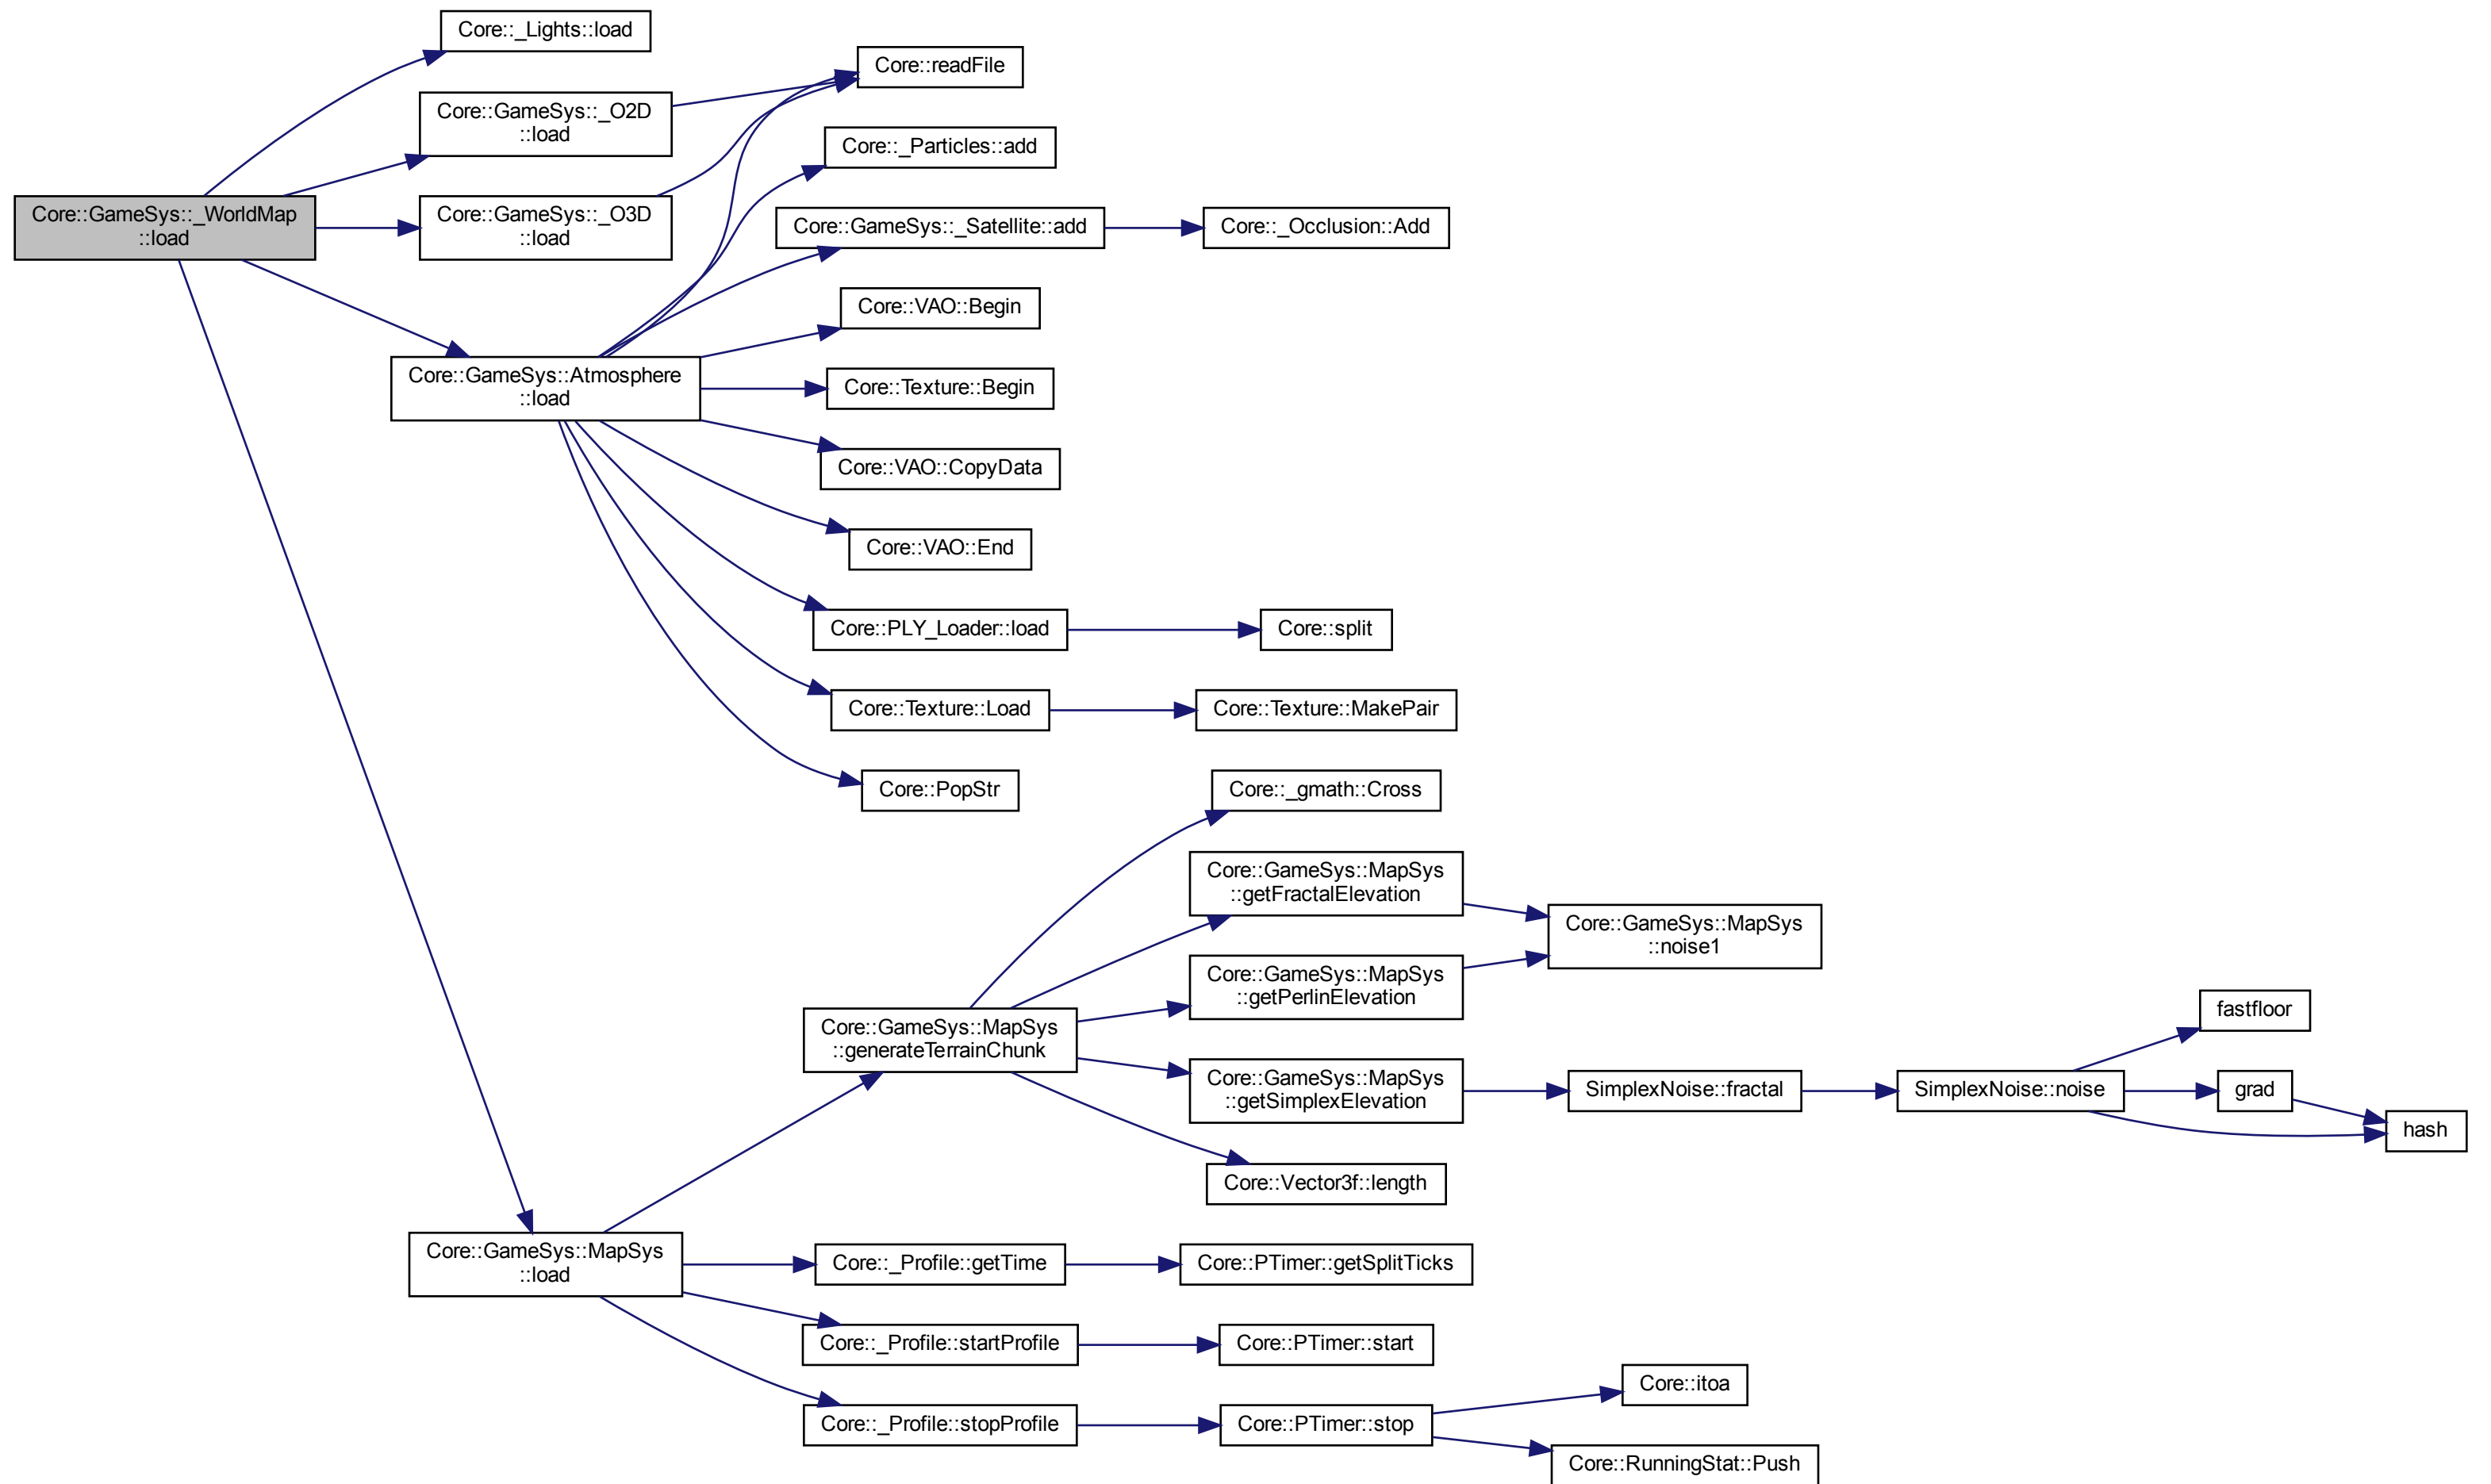 Core::_Lights::load
Core::readFile
Core::GameSys::_O2D
::load
Core::_Particles::add
Core::GameSys::_WorldMap
::load
Core::GameSys::_O3D
::load
Core::GameSys::_Satellite::add
Core::_Occlusion::Add
Core::VAO::Begin
Core::GameSys::Atmosphere
::load
Core::Texture::Begin
Core::VAO::CopyData
Core::VAO::End
Core::PLY_Loader::load
Core::split
Core::Texture::Load
Core::Texture::MakePair
Core::PopStr
Core::_gmath::Cross
Core::GameSys::MapSys
::getFractalElevation
Core::GameSys::MapSys
::noise1
Core::GameSys::MapSys
::getPerlinElevation
Core::GameSys::MapSys
::generateTerrainChunk
fastfloor
Core::GameSys::MapSys
::getSimplexElevation
SimplexNoise::fractal
SimplexNoise::noise
grad
hash
Core::Vector3f::length
Core::GameSys::MapSys
::load
Core::_Profile::getTime
Core::PTimer::getSplitTicks
Core::_Profile::startProfile
Core::PTimer::start
Core::itoa
Core::_Profile::stopProfile
Core::PTimer::stop
Core::RunningStat::Push